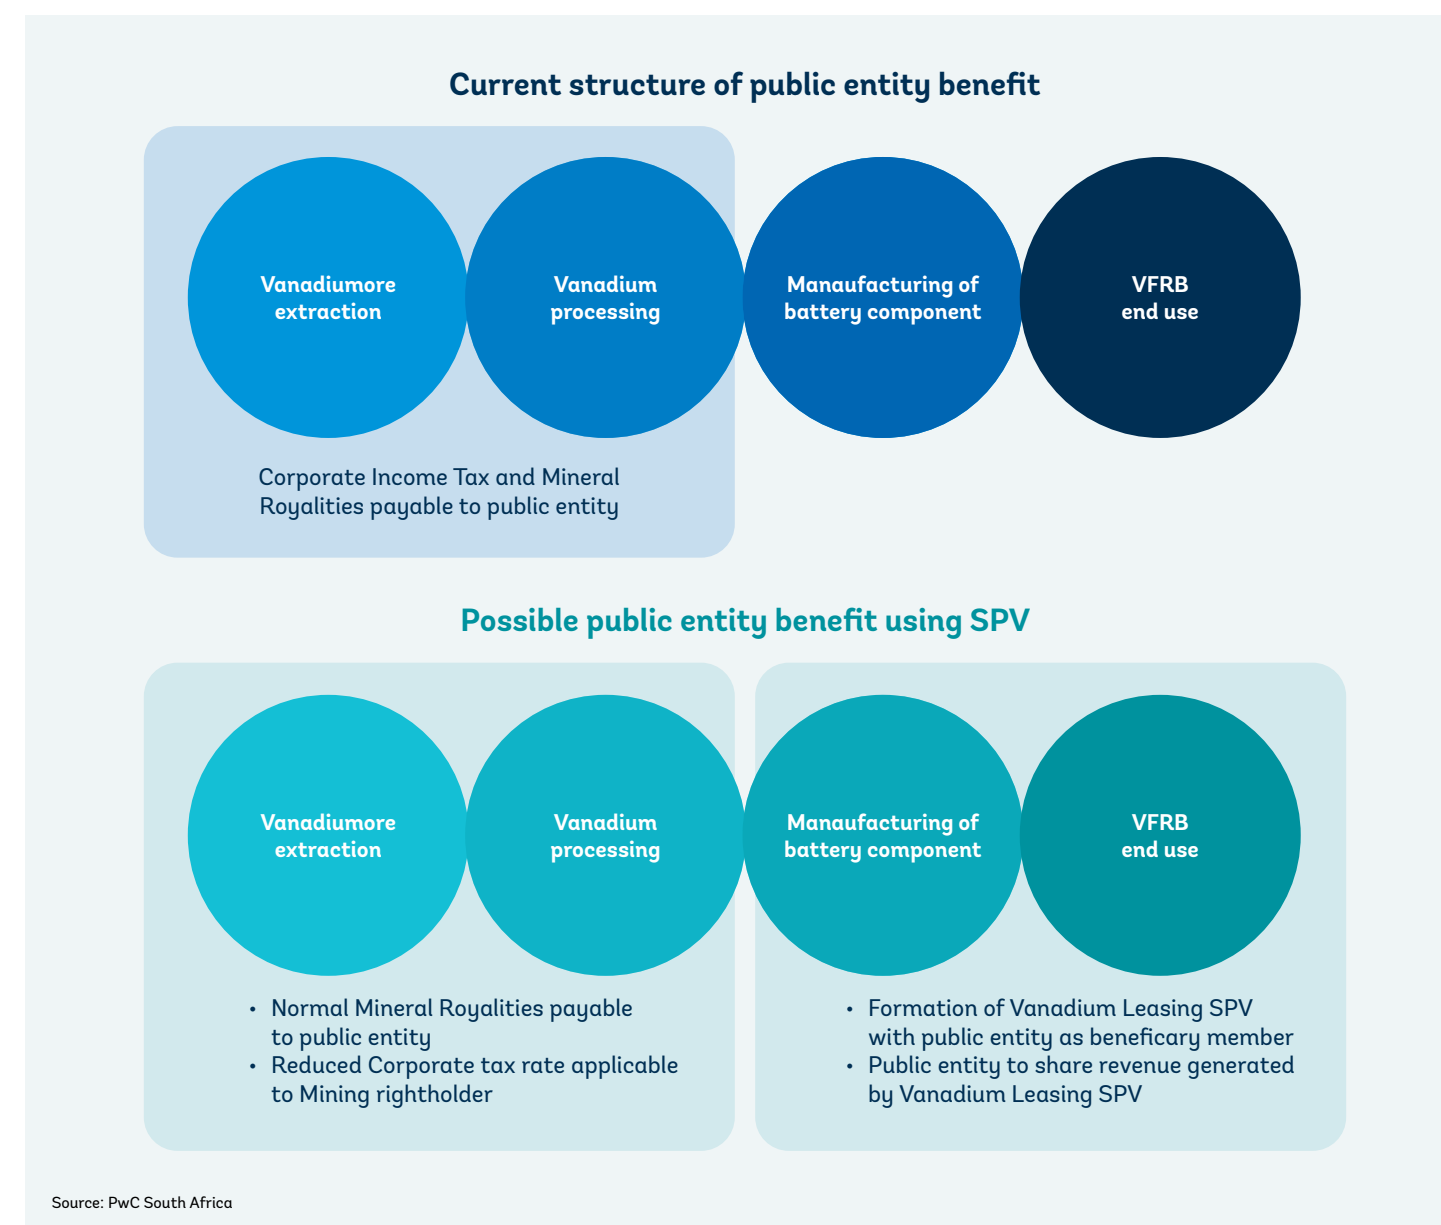 Current structure of public entity benefit
Vanadiumore
extraction
Vanadium
processing
Manaufacturing of
battery component
VFRB
end use
Corporate Income Tax and Mineral
Royalities payable to public entity
Possible public entity benefit using SPV
Vanadiumore
extraction
Vanadium
processing
Manaufacturing of
battery component
VFRB
end use
• Normal Mineral Royalities payable
to public entity
• Reduced Corporate tax rate applicable
to Mining rightholder
• Formation of Vanadium Leasing SPV
with public entity as beneficary member
• Public entity to share revenue generated
by Vanadium Leasing SPV
Source: PwC South Africa